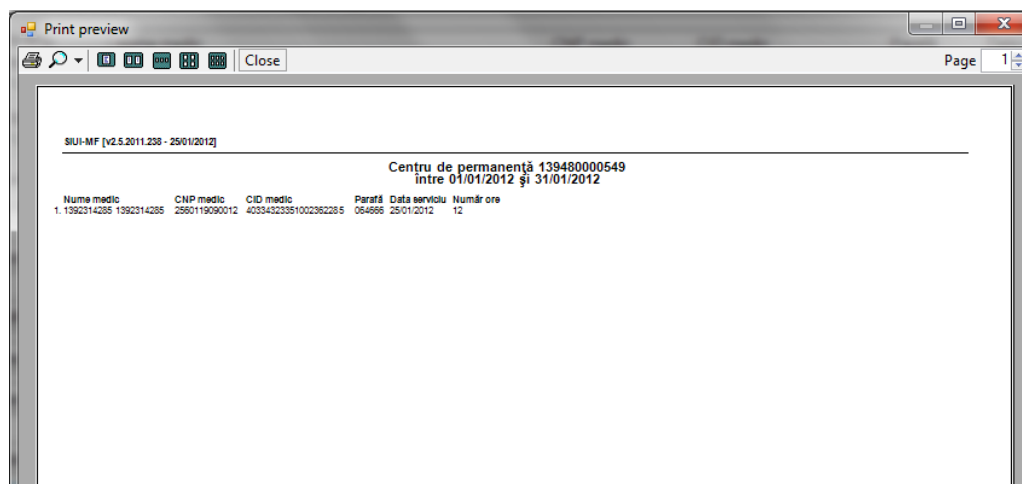 Print preview
Close
Page 1
SIUI-MF [v2.5.2011.238 - 25/01/2012]
Centru de permanenţă 139480000549
între 01/01/2012 şi 31/01/2012
Nume medic CNP medic CID medic Parafă Data serviciu Număr ore
1. 1392314285 1392314285 2560119090012 40334323351002362285 064666 25/01/2012 12